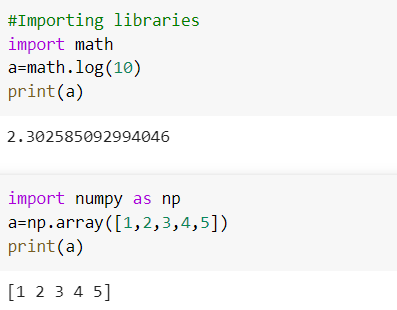 #Importing libraries
import math
a=math.log(10)
print(a)
2.302585092994046
import numpy as np
a=np.array([1,2,3,4,5])
print(a)
[1 2 3 4 5]